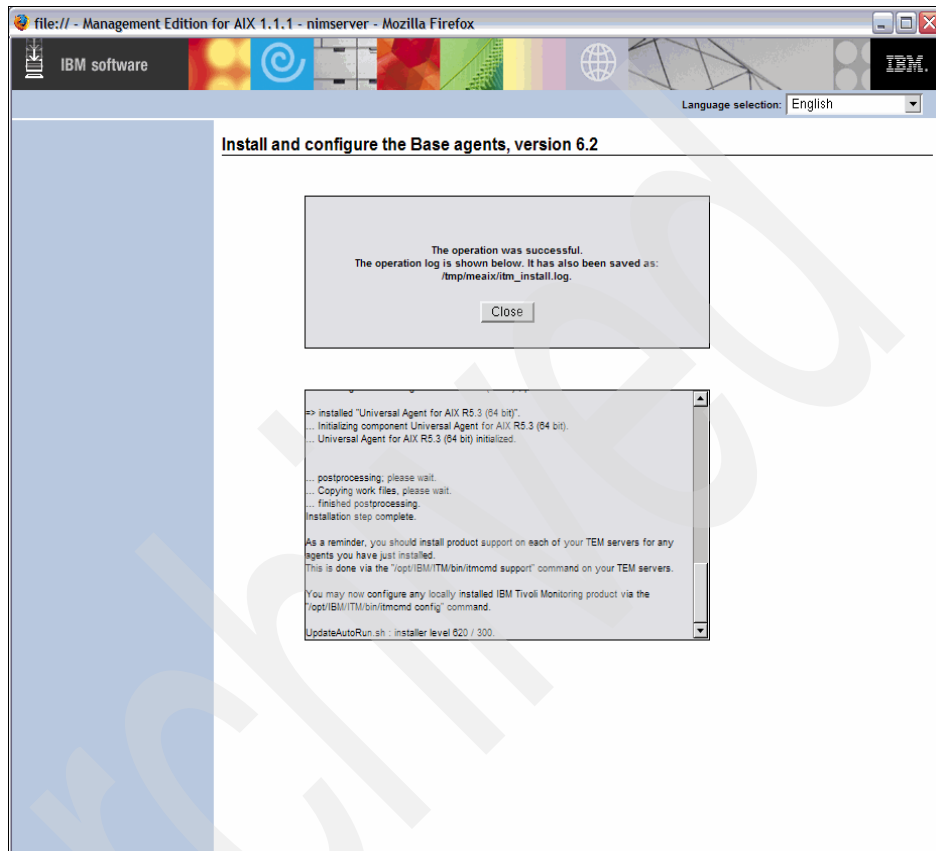 file:// - Management Edition for AIX 1.1.1 - nimserver - Mozilla Firefox
IBM software
IBM.
Language selection: English
Install and configure the Base agents, version 6.2
The operation was successful.
The operation log is shown below. It has also been saved as:
/tmp/meaix/itm_install.log.
Close
=> installed "Universal Agent for AIX R5.3 (64 bit)".
... Initializing component Universal Agent for AIX R5.3 (64 bit).
... Universal Agent for AIX R5.3 (64 bit) initialized.
... postprocessing; please wait.
... Copying work files, please wait.
... finished postprocessing.
Installation step complete.
As a reminder, you should install product support on each of your TEM servers for any
agents you have just installed.
This is done via the "/opt/IBM/ITM/bin/itmcmd support" command on your TEM servers.
You may now configure any locally installed IBM Tivoli Monitoring product via the
"/opt/IBM/ITM/bin/itmcmd config" command.
UpdateAutoRun.sh : installer level 620 / 300.
rchived